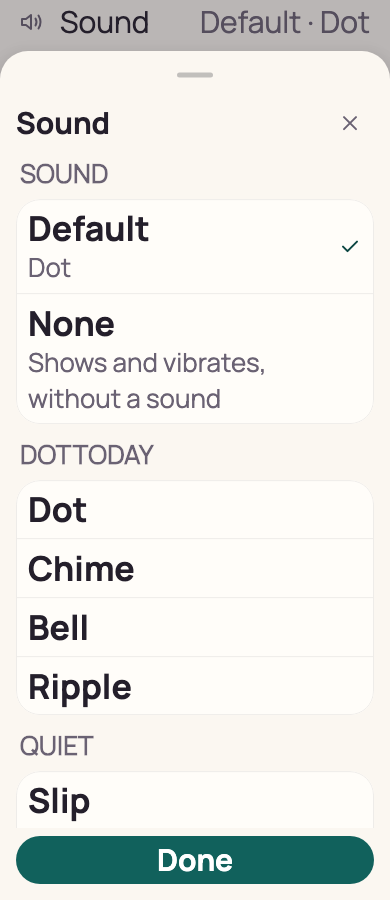 Sound Default · Dot
Sound
SOUND
Default
Dot
None
Shows and vibrates,
without a sound
DOTTODAY
Dot
Chime
Bell
Ripple
QUIET
Slip
Done